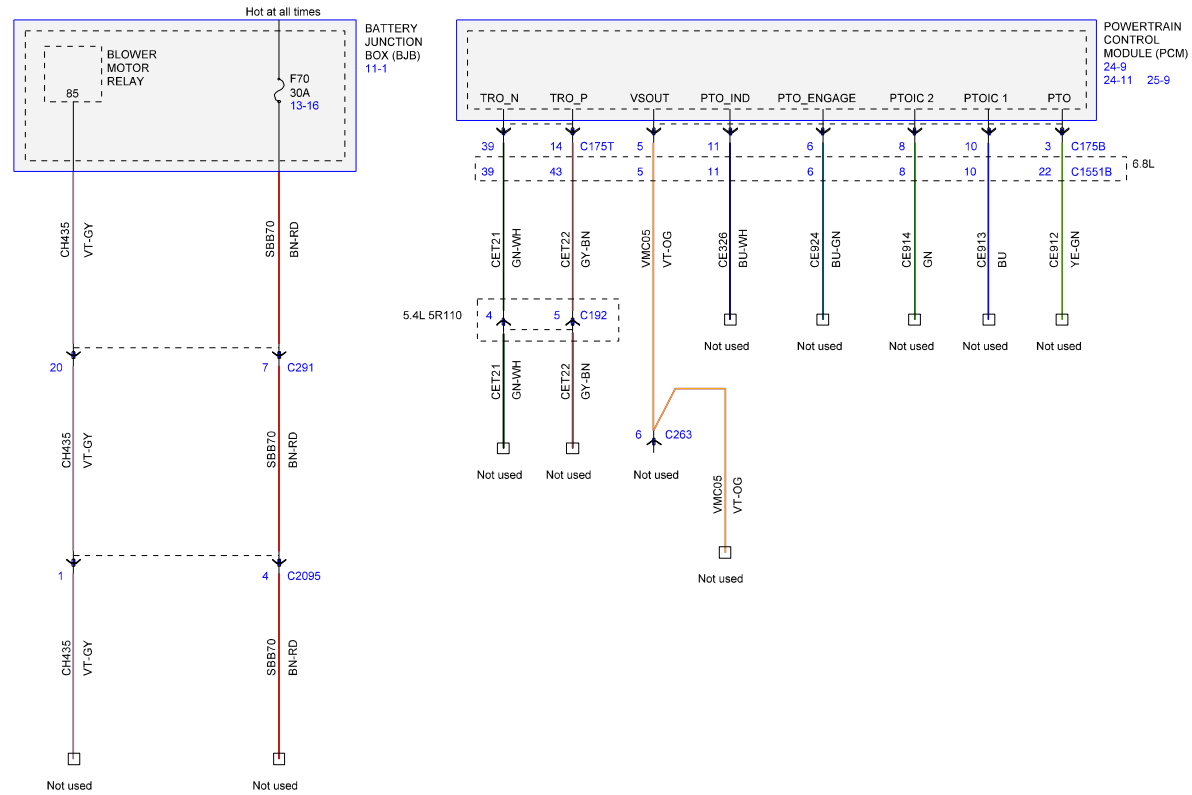 Hot at all times
BATTERY
JUNCTION
BOX (BJB)
11-1
BLOWER
MOTOR
RELAY
85
F70
30A
13-16
POWERTRAIN
CONTROL
MODULE (PCM)
24-9
24-11 25-9
TRO_N TRO_P VSOUT PTO_IND PTO_ENGAGE PTOIC 2 PTOIC 1 PTO
39 14 C175T 5 11 6 8 10 3 C175B
6.8L
39 43 5 11 6 8 10 22 C1551B
CH435 VT-GY SBB70 BN-RD
CET21 GN-WH CET22 GY-BN VMC05 VT-OG CE326 BU-WH CE924 BU-GN CE914 GN CE913 BU CE912 YE-GN
5.4L 5R110 4 5 C192
Not used Not used Not used Not used Not used
20 7 C291
CET21 GN-WH CET22 GY-BN
6 C263
CH435 VT-GY SBB70 BN-RD
Not used Not used Not used
VMC05 VT-OG
1 4 C2095
Not used
CH435 VT-GY SBB70 BN-RD
Not used Not used